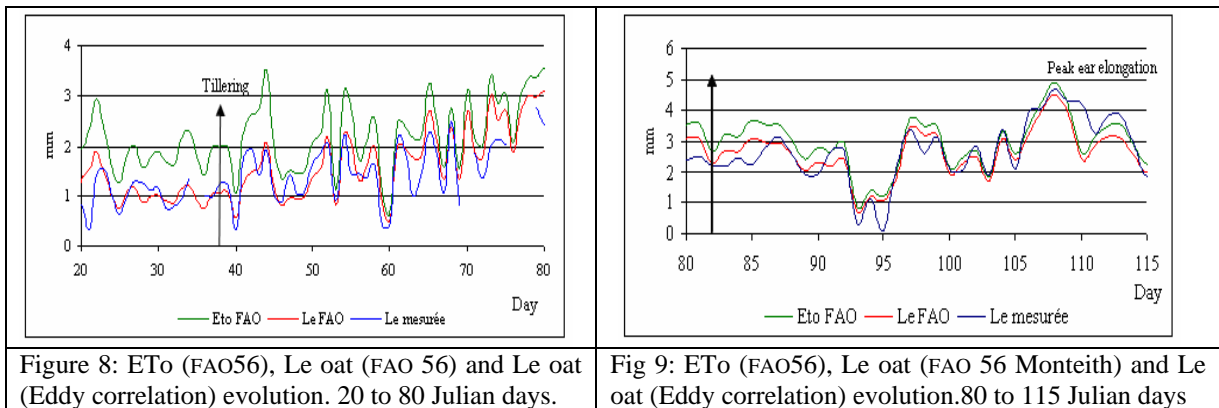 4
3
2
1
0
mm
Tillering
20 30 40 50 60 70 80
Day
Eto FAO Le FAO Le mesurée
Figure 8: ETo (FAO56), Le oat (FAO 56) and Le oat
(Eddy correlation) evolution. 20 to 80 Julian days.
6
5
4
3
2
1
0
mm
Peak ear elongation
80 85 90 95 100 105 110 115
Day
Eto FAO Le FAO Le mesurée
Fig 9: ETo (FAO56), Le oat (FAO 56 Monteith) and Le
oat (Eddy correlation) evolution.80 to 115 Julian days